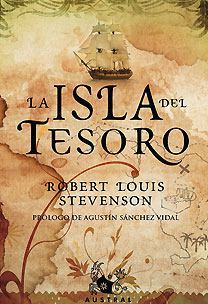 LA ISLA DEL
TESORO
ROBERT LOUIS
STEVENSON
PRÓLOGO DE AGUSTÍN SÁNCHEZ VIDAL
AUSTRAL